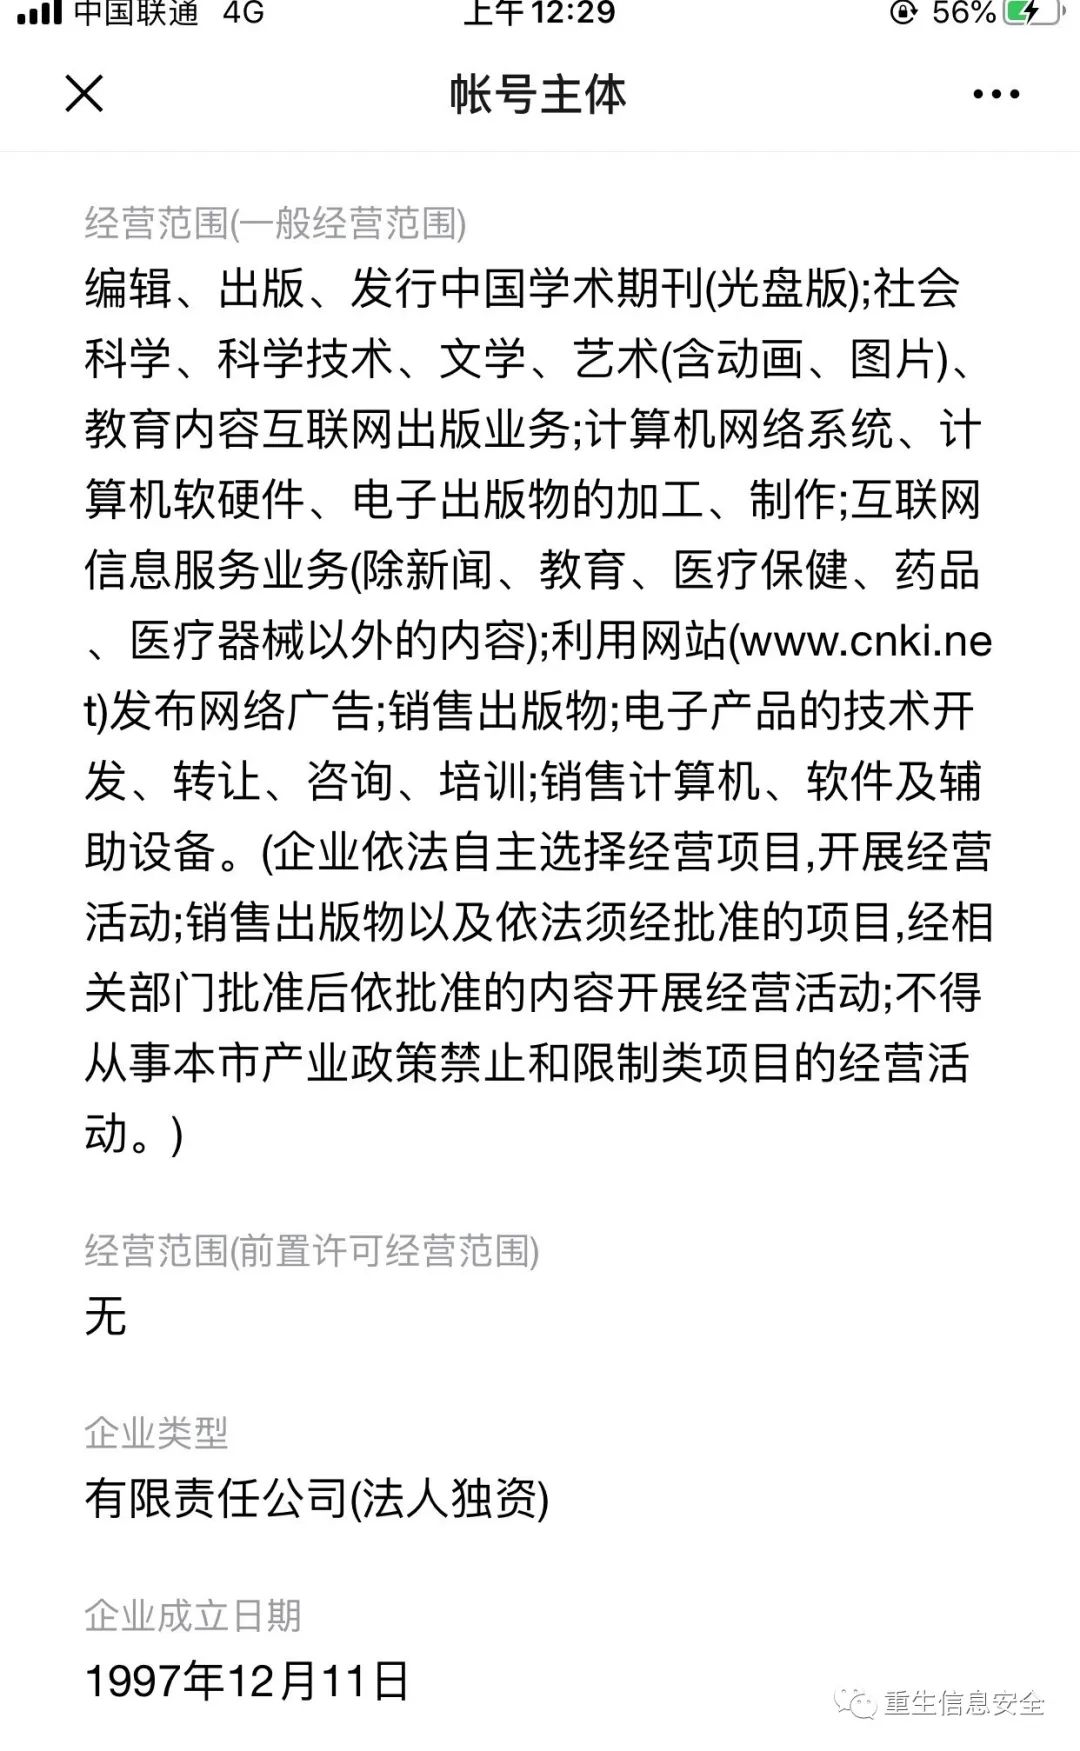 中国联通 4G 上午12:29 56%
帐号主体
经营范围(一般经营范围)
编辑、出版、发行中国学术期刊(光盘版);社会
科学、科学技术、文学、艺术(含动画、图片)、
教育内容互联网出版业务;计算机网络系统、计
算机软硬件、电子出版物的加工、制作;互联网
信息服务业务(除新闻、教育、医疗保健、药品
、医疗器械以外的内容);利用网站(www.cnki.ne
t)发布网络广告;销售出版物;电子产品的技术开
发、转让、咨询、培训;销售计算机、软件及辅
助设备。(企业依法自主选择经营项目,开展经营
活动;销售出版物以及依法须经批准的项目,经相
关部门批准后依批准的内容开展经营活动;不得
从事本市产业政策禁止和限制类项目的经营活
动。)
经营范围(前置许可经营范围)
无
企业类型
有限责任公司(法人独资)
企业成立日期
1997年12月11日
重生信息安全